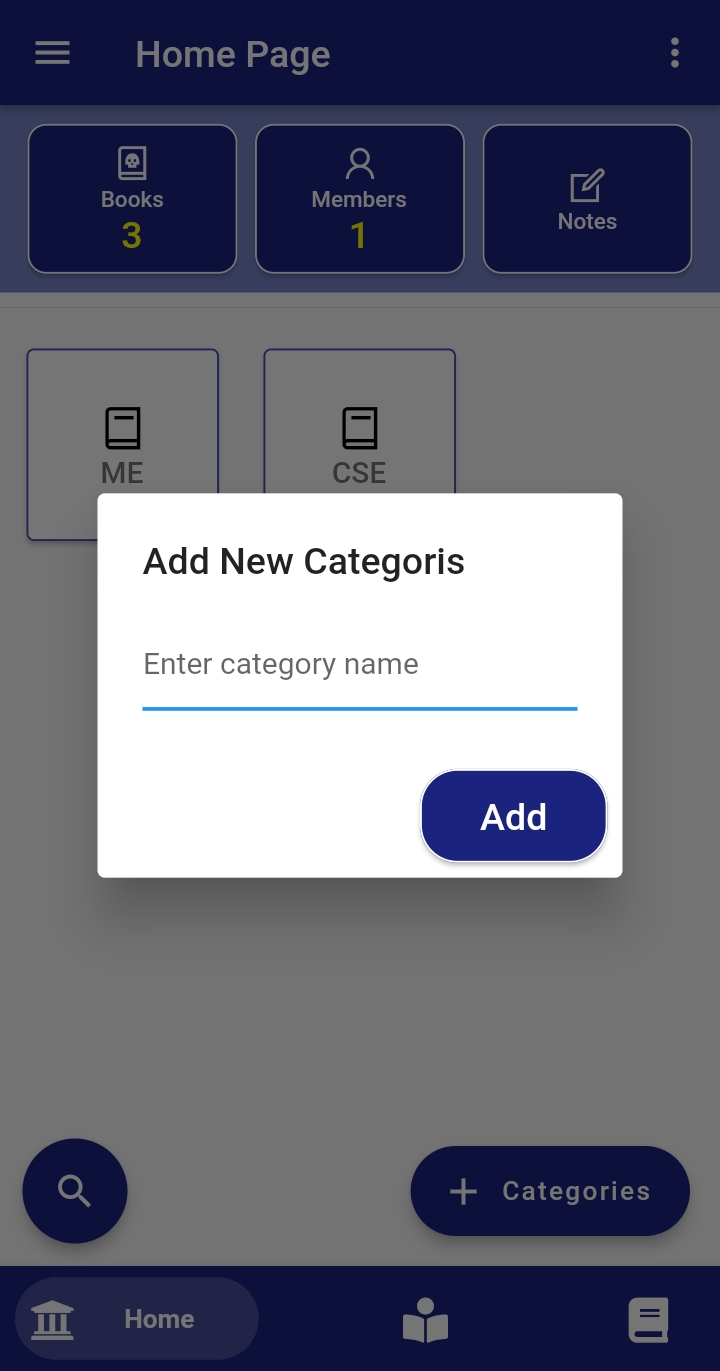 Home Page
Books
3
Members
1
Notes
ME
CSE
Add New Categoris
Enter category name
Add
Categories
Home